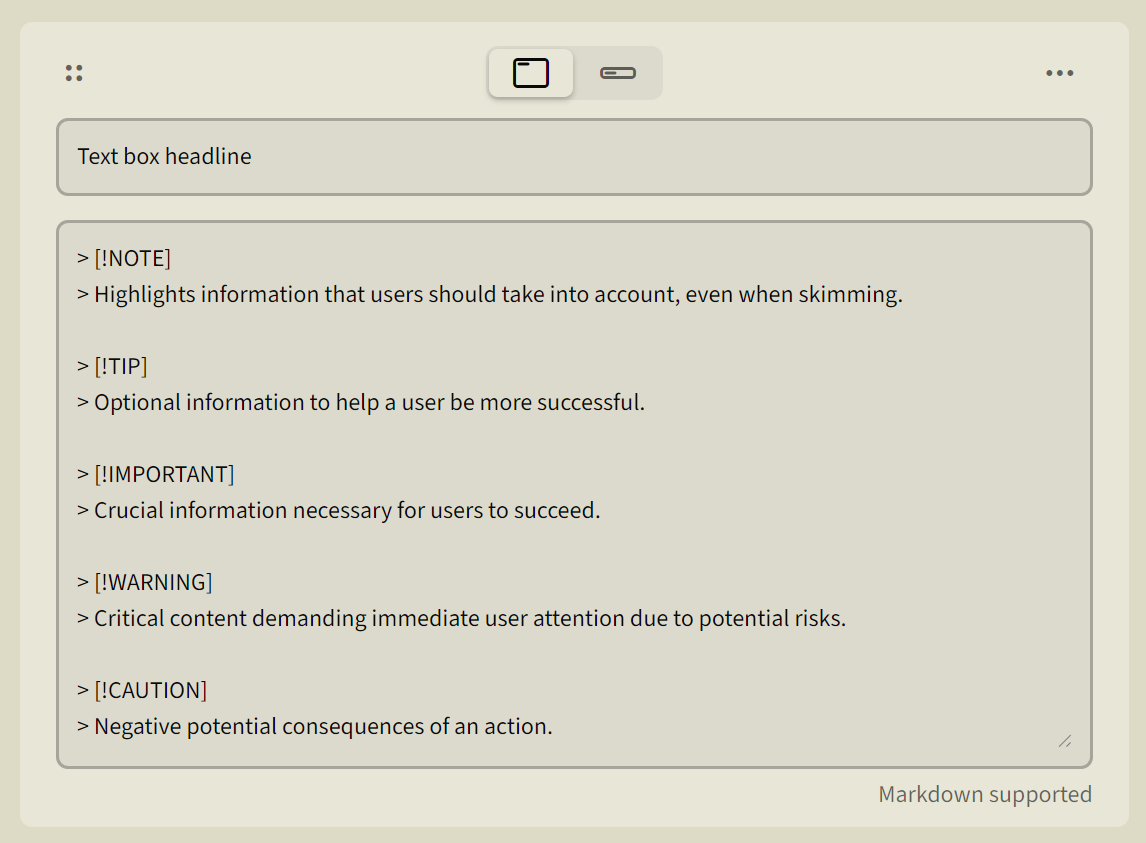 Text box headline
> [!NOTE]
> Highlights information that users should take into account, even when skimming.
> [!TIP]
> Optional information to help a user be more successful.
> [!IMPORTANT]
> Crucial information necessary for users to succeed.
> [!WARNING]
> Critical content demanding immediate user attention due to potential risks.
> [!CAUTION]
> Negative potential consequences of an action.
Markdown supported